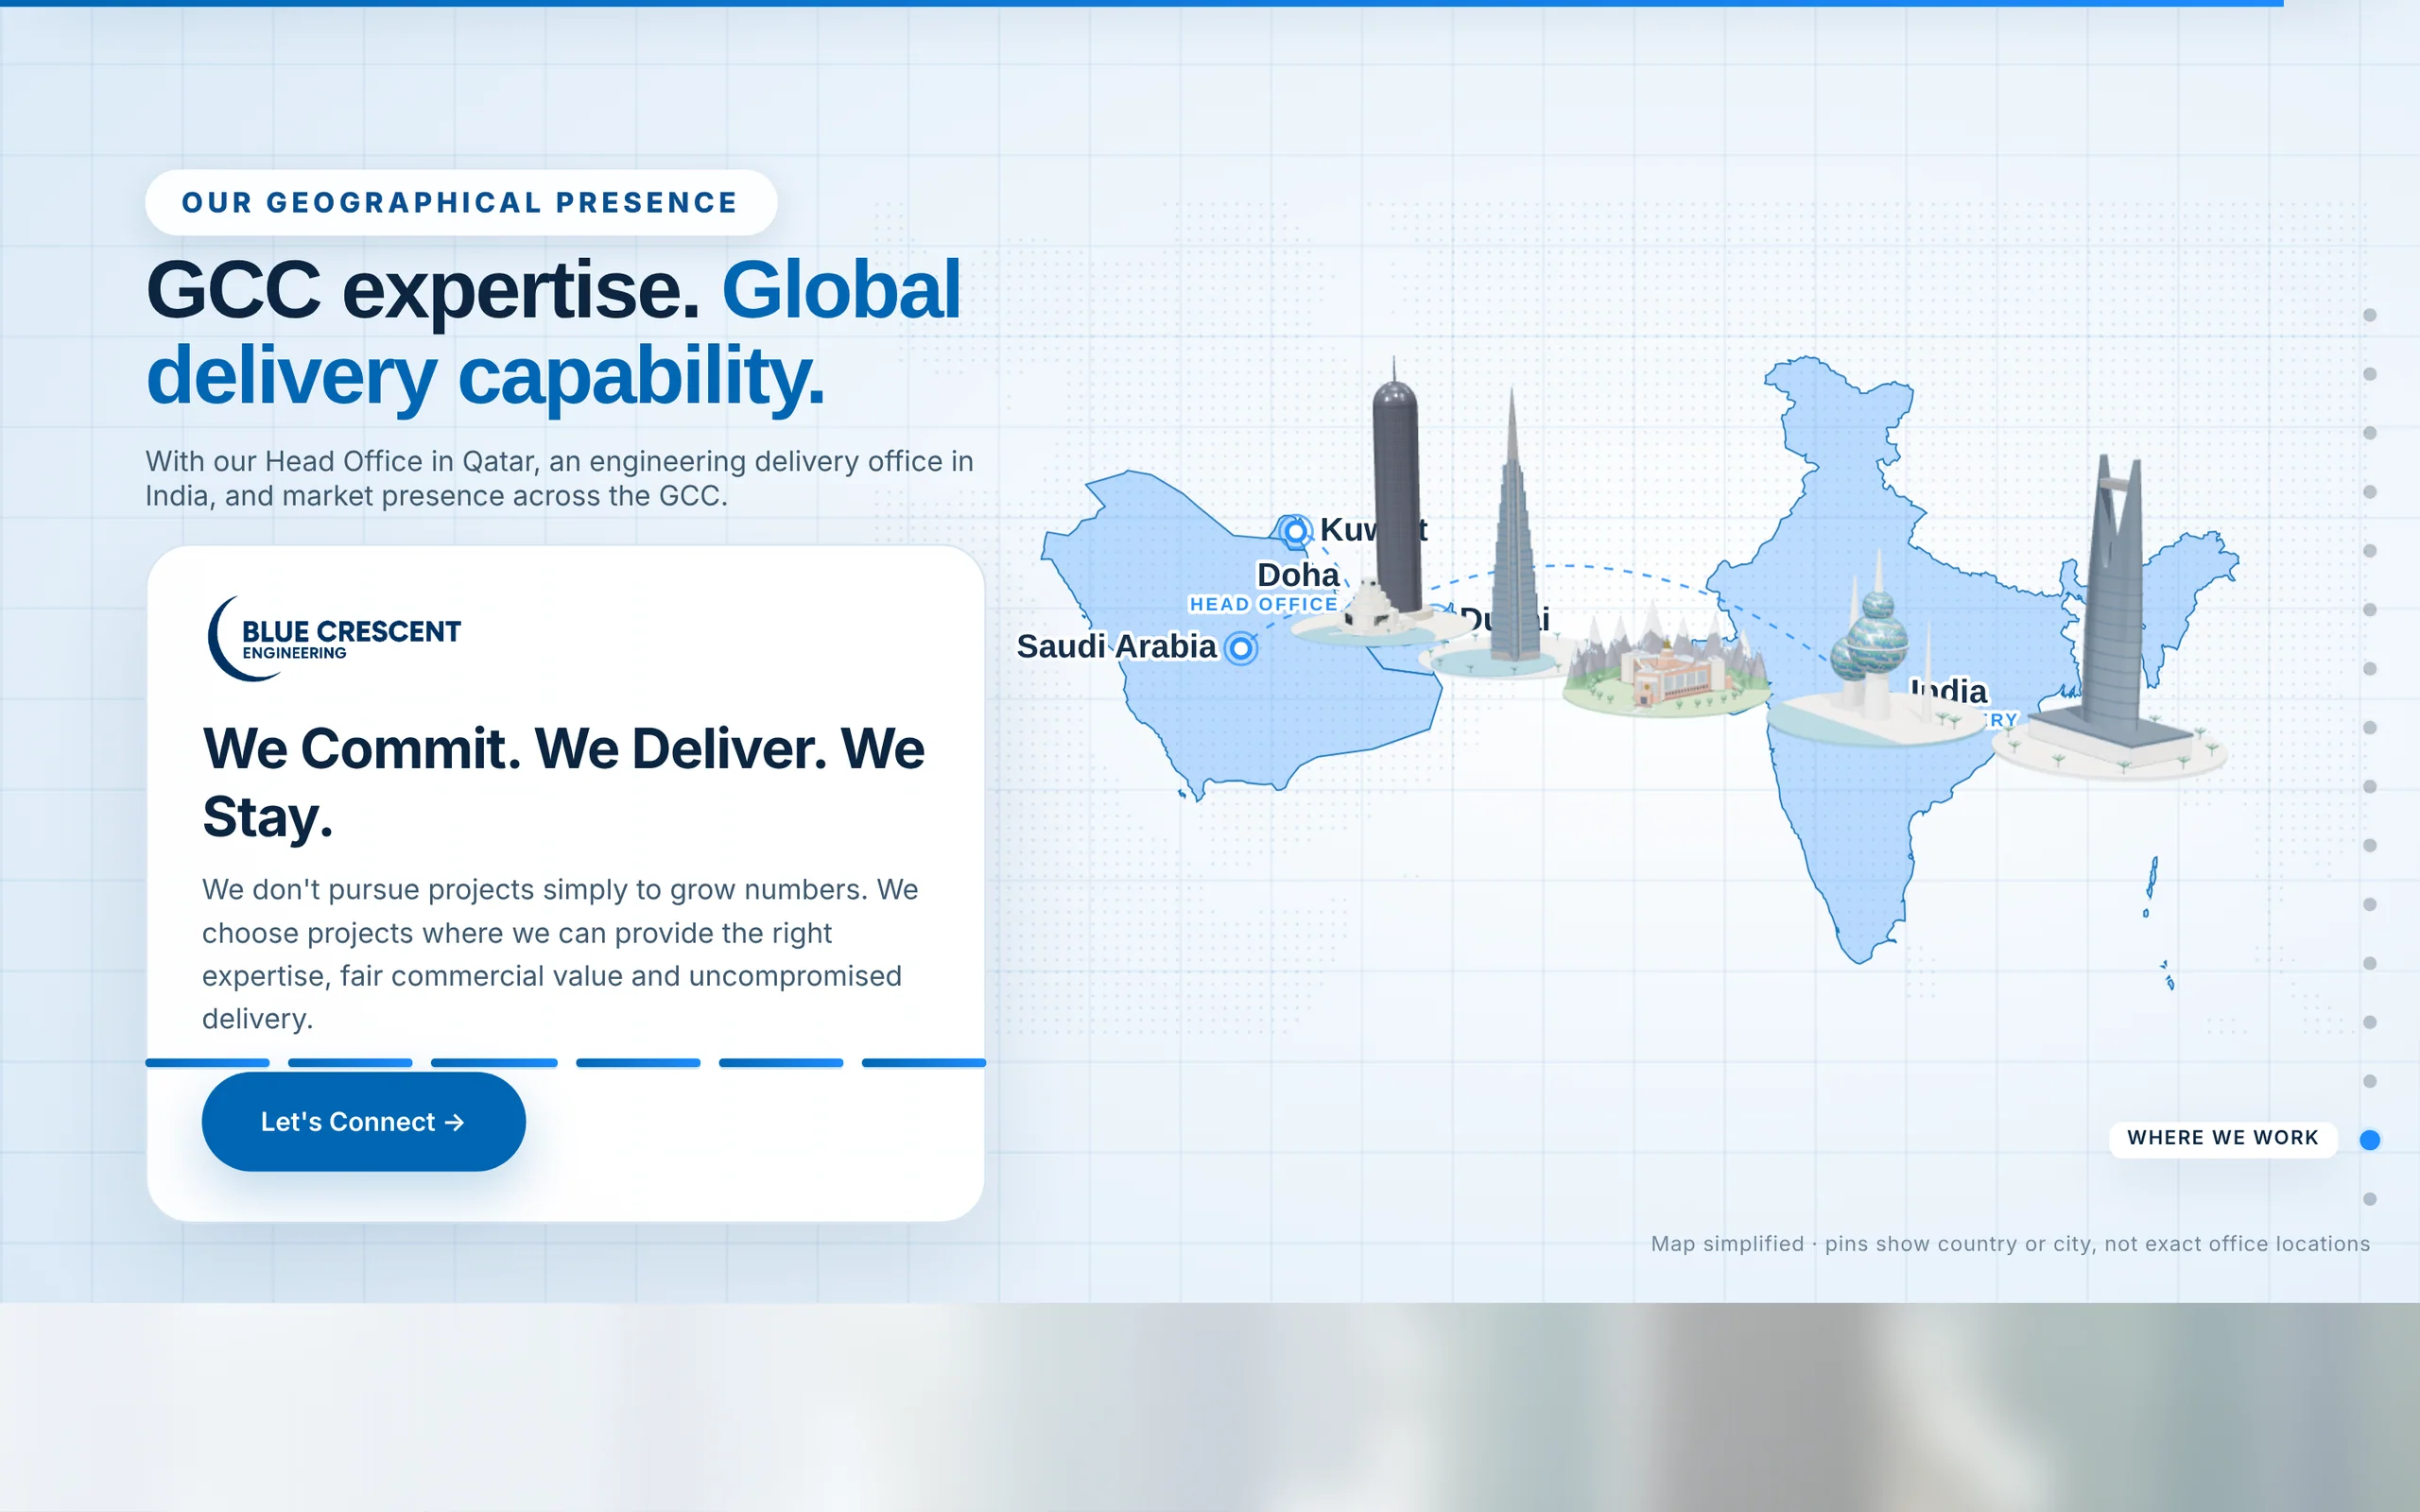 OUR GEOGRAPHICAL PRESENCE
GCC expertise. Global
delivery capability.
With our Head Office in Qatar, an engineering delivery office in
India, and market presence across the GCC.
BLUE CRESCENT
ENGINEERING
We Commit. We Deliver. We
Stay.
We don't pursue projects simply to grow numbers. We
choose projects where we can provide the right
expertise, fair commercial value and uncompromised
delivery.
Let's Connect →
Doha
HEAD OFFICE
Saudi Arabia
India
WHERE WE WORK
Map simplified · pins show country or city, not exact office locations